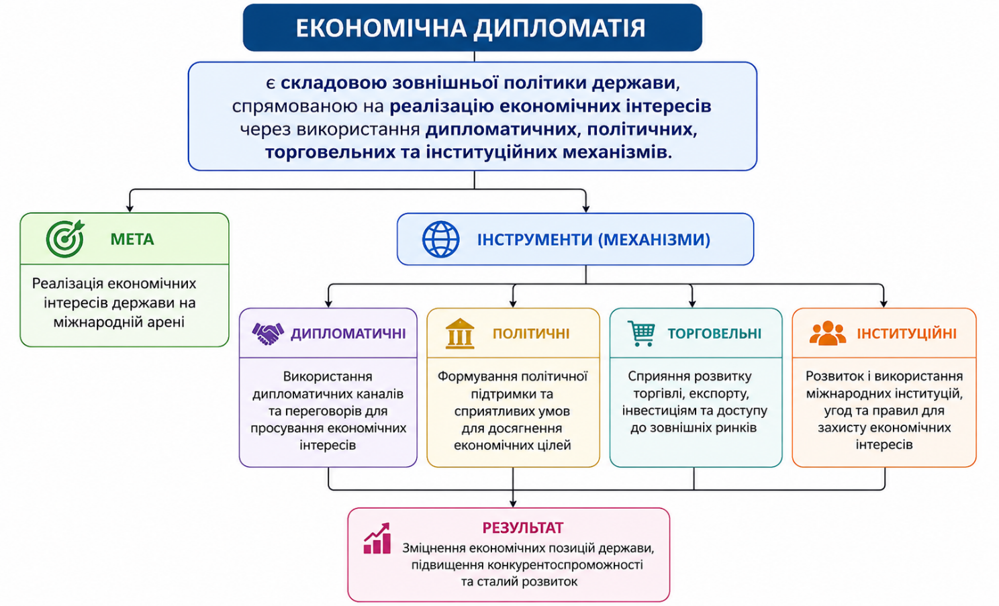 ЕКОНОМІЧНА ДИПЛОМАТІЯ
є складовою зовнішньої політики держави,
спрямованою на реалізацію економічних інтересів
через використання дипломатичних, політичних,
торговельних та інституційних механізмів.
МЕТА
Реалізація економічних
інтересів держави на
міжнародній арені
ІНСТРУМЕНТИ (МЕХАНІЗМИ)
ДИПЛОМАТИЧНІ
Використання
дипломатичних каналів
та переговорів для
просування економічних
інтересів
ПОЛІТИЧНІ
Формування політичної
підтримки та
сприятливих умов
для досягнення
економічних цілей
ТОРГОВЕЛЬНІ
Сприяння розвитку
торгівлі, експорту,
інвестиціям та доступу
до зовнішніх ринків
ІНСТИТУЦІЙНІ
Розвиток і використання
міжнародних інституцій,
угод та правил для
захисту економічних
інтересів
РЕЗУЛЬТАТ
Зміцнення економічних позицій держави,
підвищення конкурентоспроможності
та сталий розвиток